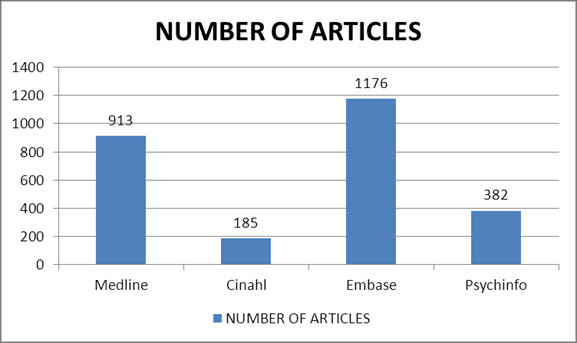 NUMBER OF ARTICLES
1400
1200
1000
800
600
400
200
0
913
185
1176
382
Medline
Cinahl
Embase
Psychinfo
NUMBER OF ARTICLES